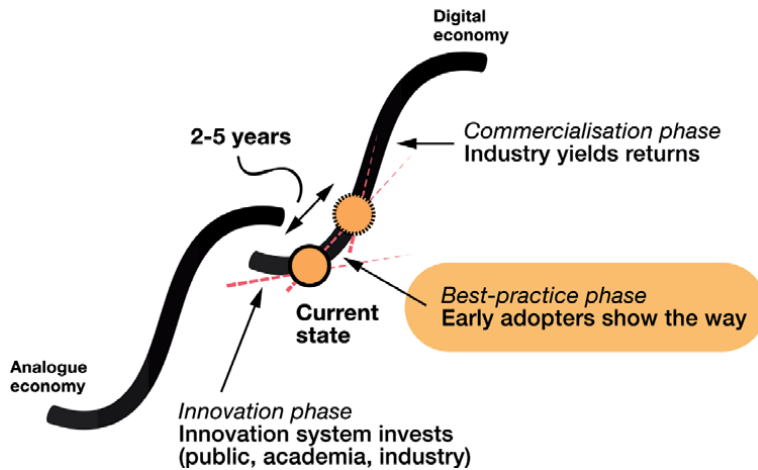 Digital
economy
2-5 years
Commercialisation phase
Industry yields returns
Best-practice phase
Early adopters show the way
Current
state
Analogue
economy
Innovation phase
Innovation system invests
(public, academia, industry)